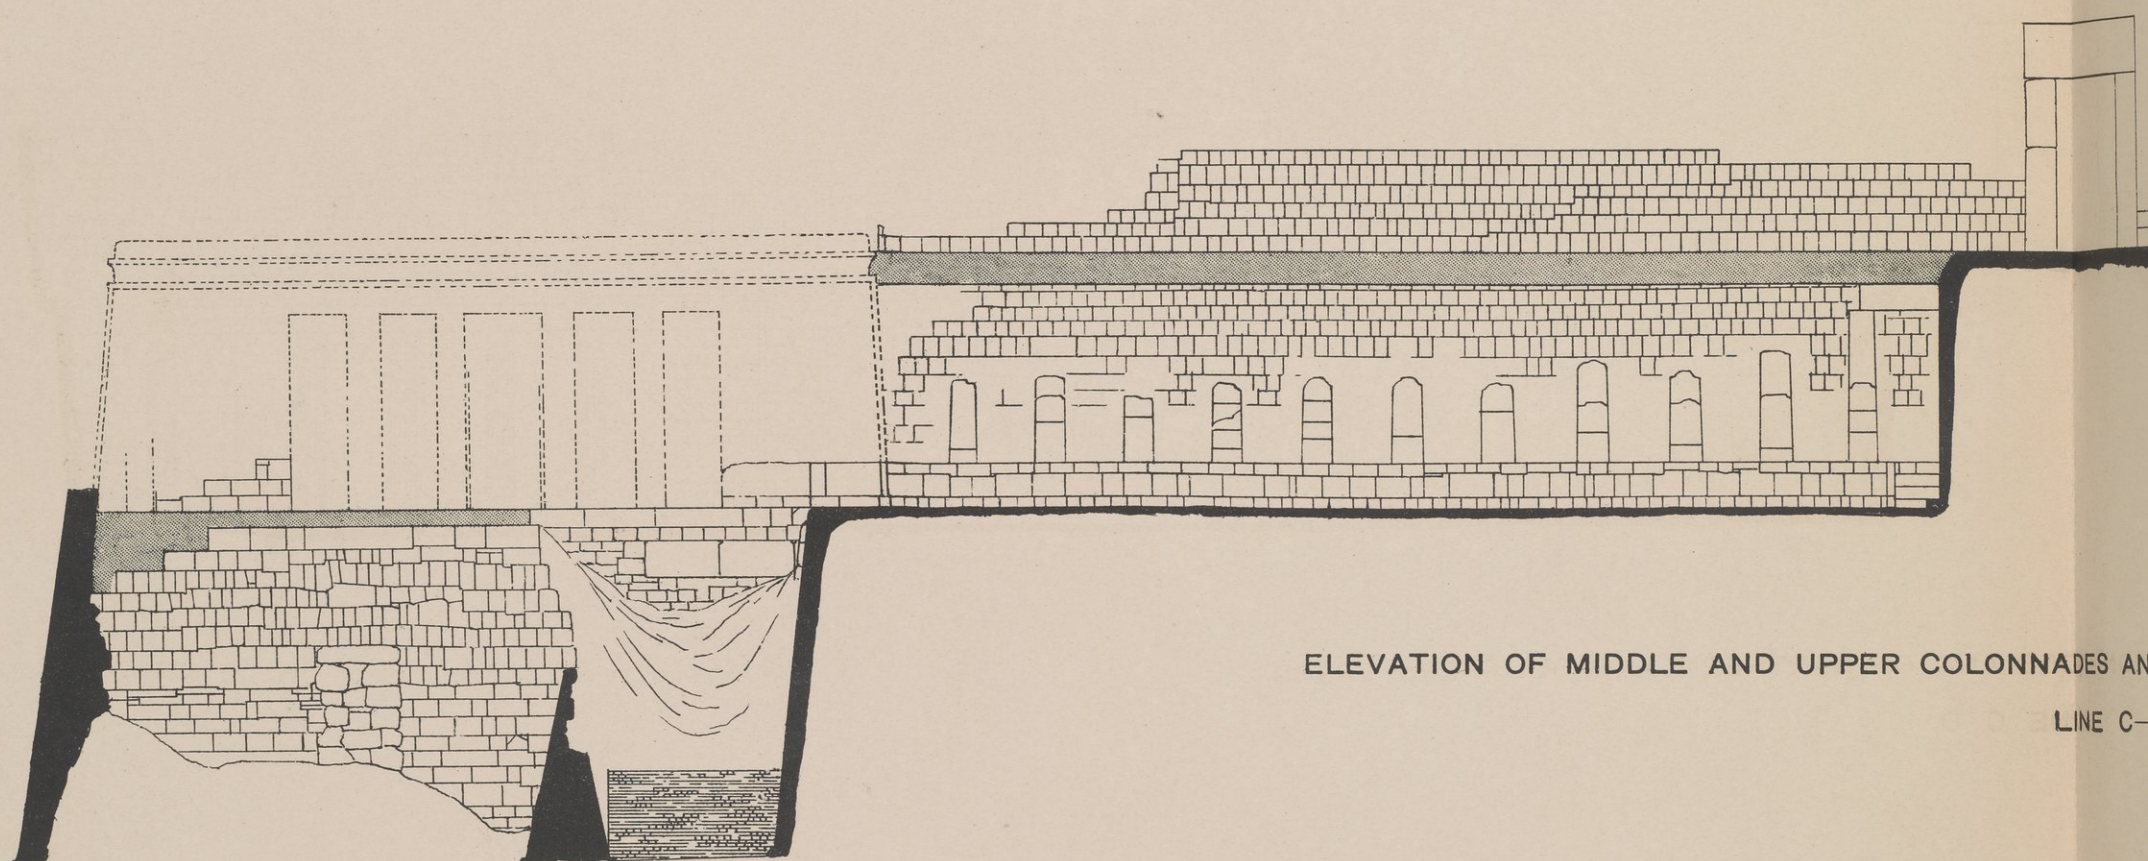 ELEVATION OF MIDDLE AND UPPER COLONNADES AN
LINE C-